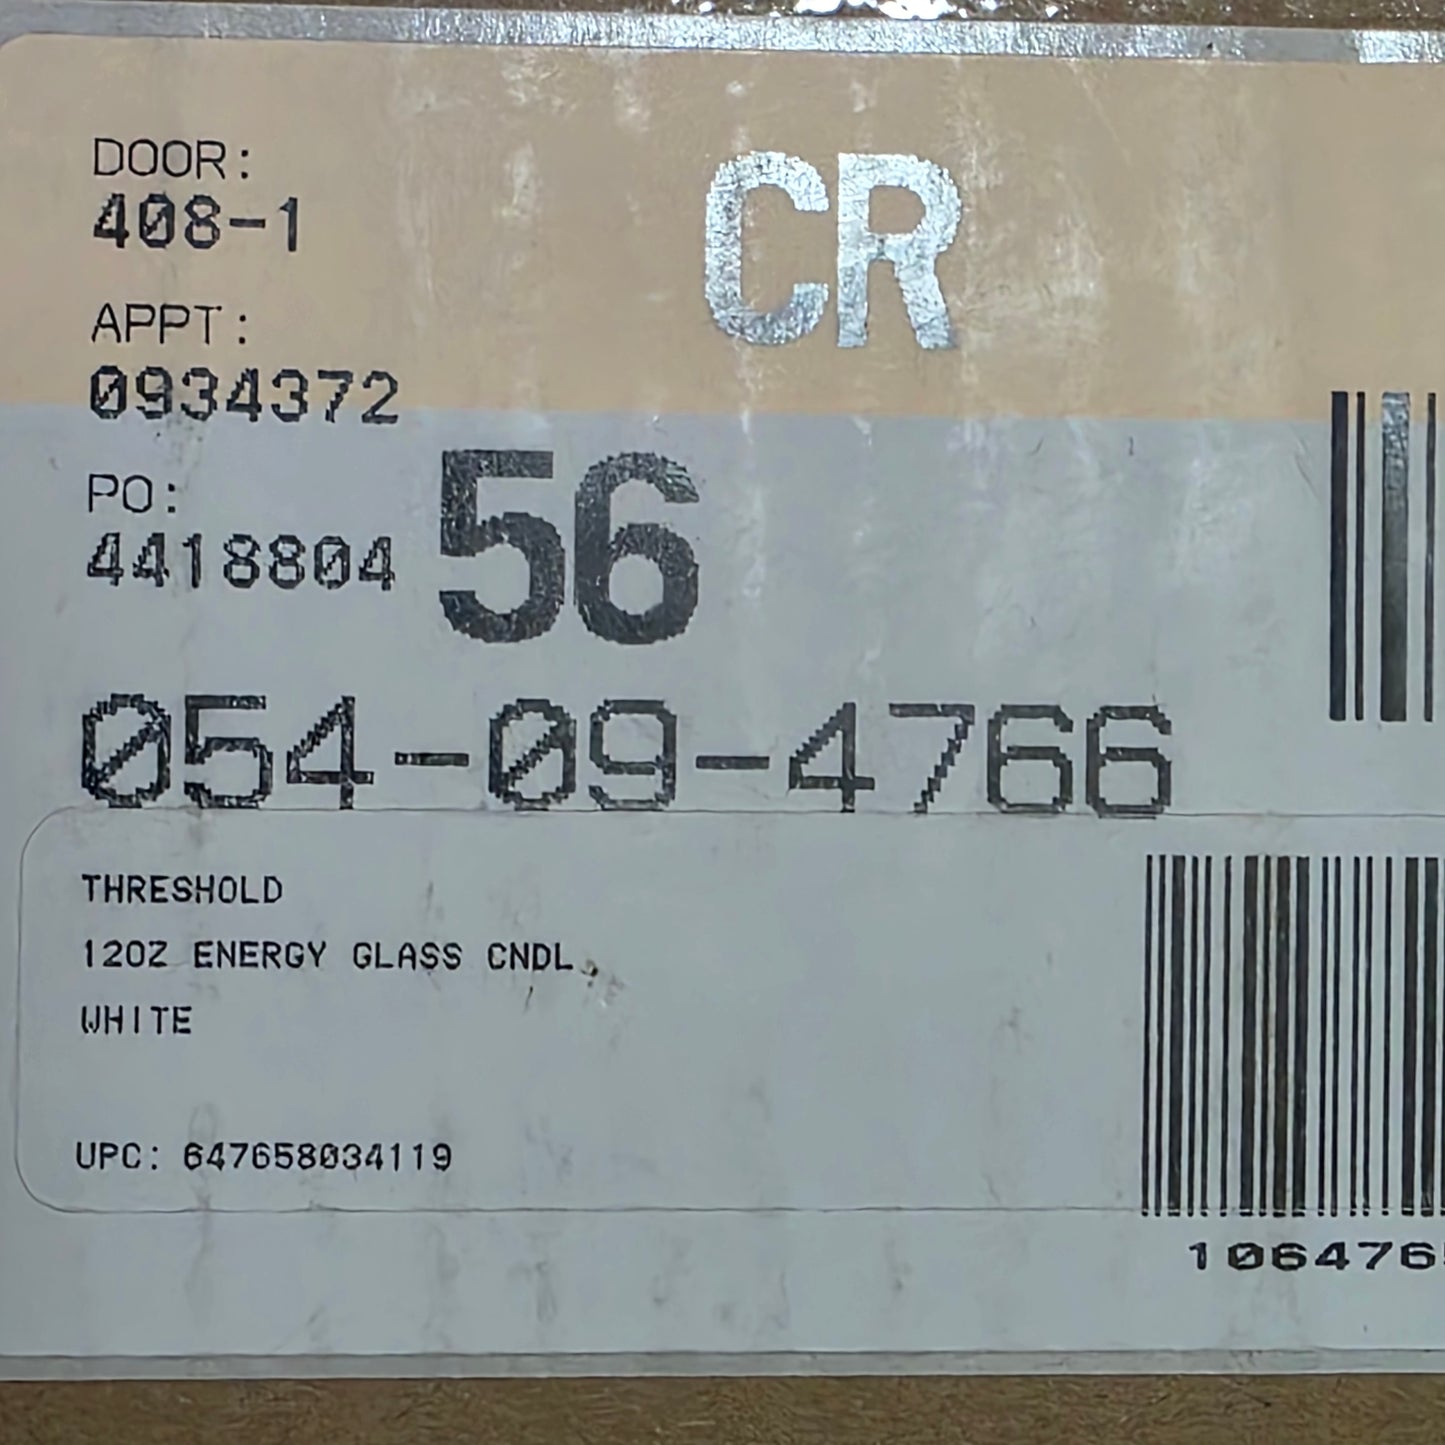 DOOR:
408-1
CR
APPT:
0934372
PO:
4418804
56
054-09-4766
THRESHOLD
12OZ ENERGY GLASS CNDL
WHITE
UPC: 647658034119
106476